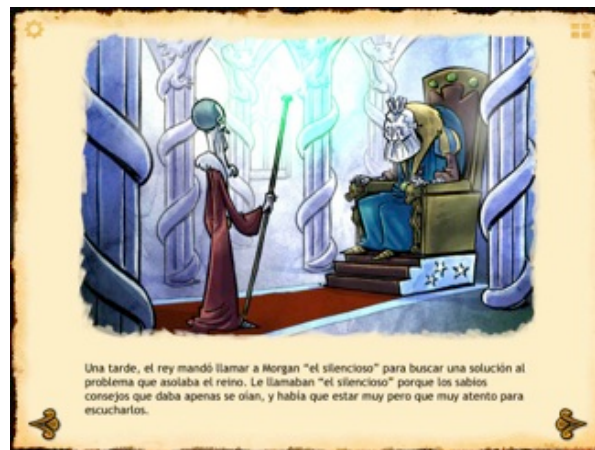 Una tarde, el rey mandó llamar a Morgan “el silencioso” para buscar una solución al
problema que asolaba el reino. Le llamaban “el silencioso” porque los sabios
consejos que daba apenas se oían, y había que estar muy pero que muy atento para
escucharlos.